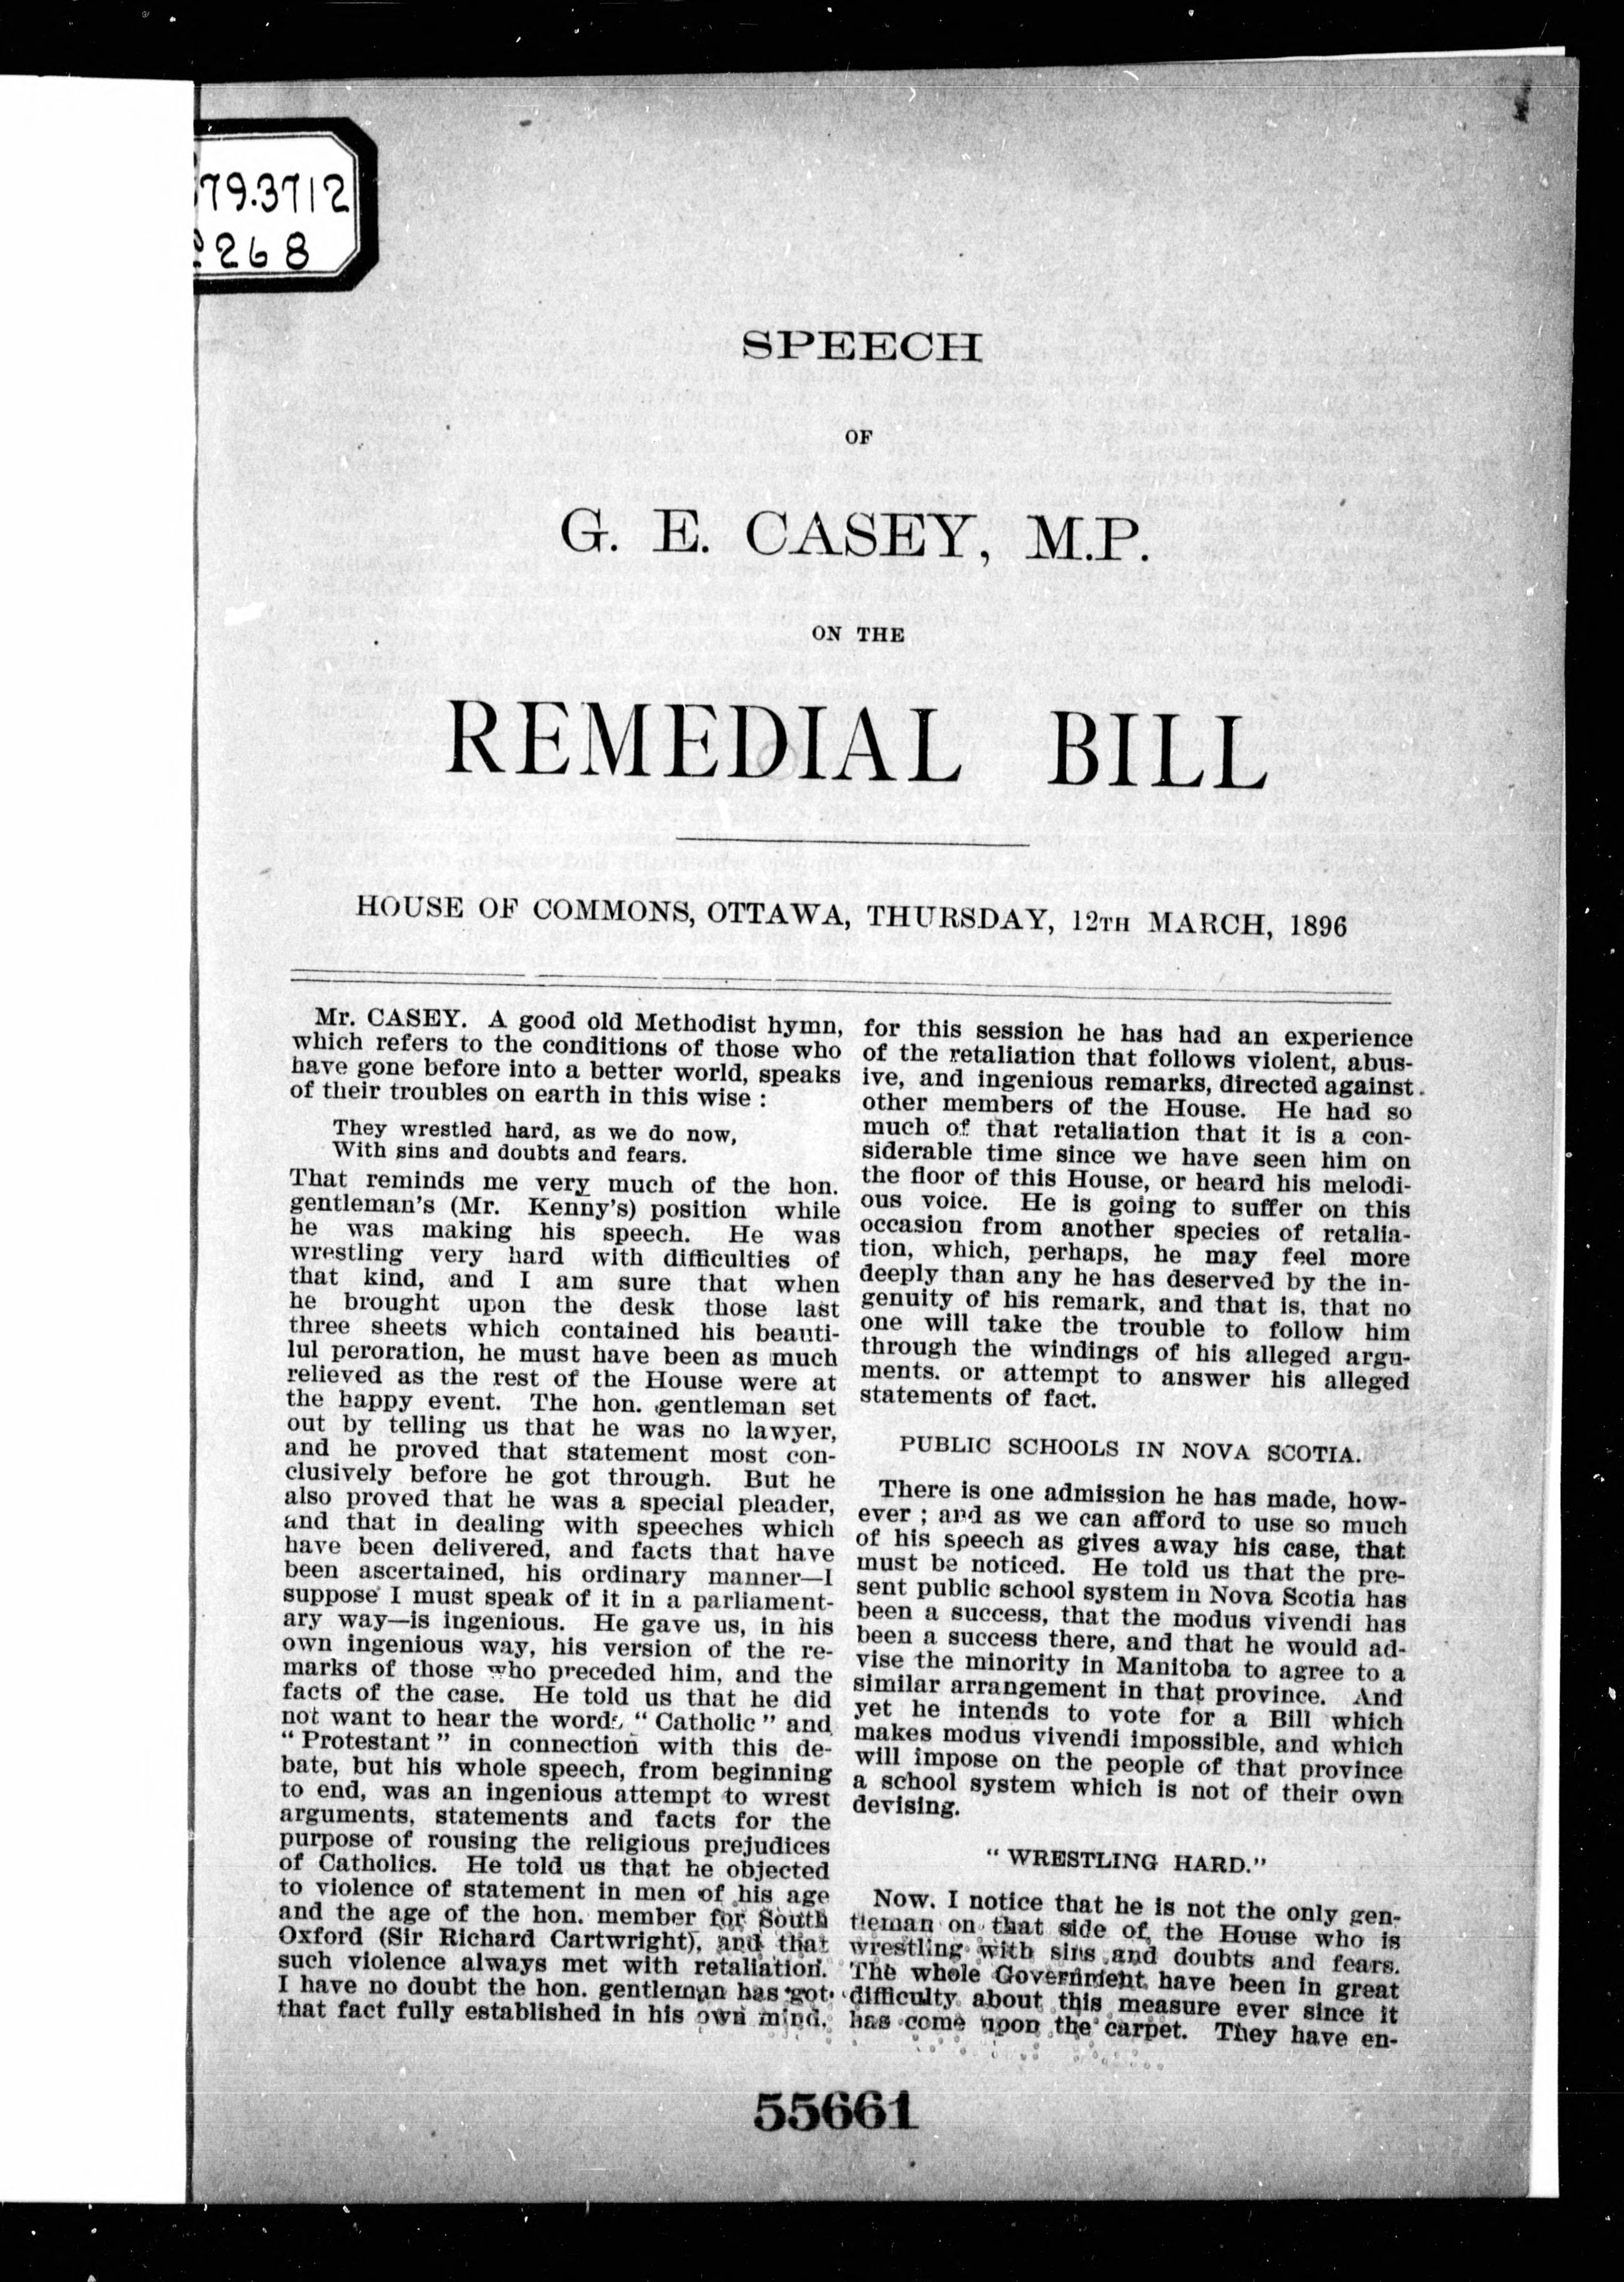 79.3712
268
SPEECH
OF
G. E. CASEY, M.P.
ON THE
REMEDIAL BILL
HOUSE OF COMMONS, OTTAWA, THURSDAY, 12TH MARCH, 1896
Mr. CASEY. A good old Methodist hymn,
which refers to the conditions of those who
have gone before into a better world, speaks
of their troubles on earth in this wise :
They wrestled hard, as we do now,
With sins and doubts and fears.
That reminds me very much of the hon.
gentleman's (Mr. Kenny's) position while
he was making his speech. He was
wrestling very hard with difficulties of
that kind, and I am sure that when
he brought upon the desk those last
three sheets which contained his beauti-
lul peroration, he must have been as much
relieved as the rest of the House were at
the happy event. The hon. gentleman set
out by telling us that he was no lawyer,
and he proved that statement most con-
clusively before he got through. But he
also proved that he was a special pleader,
and that in dealing with speeches which
have been delivered, and facts that have
been ascertained, his ordinary manner—I
suppose I must speak of it in a parliament-
ary way—is ingenious. He gave us, in his
own ingenious way, his version of the re-
marks of those who preceded him, and the
facts of the case. He told us that he did
not want to hear the words, “ Catholic ” and
“ Protestant ” in connection with this de-
bate, but his whole speech, from beginning
to end, was an ingenious attempt to wrest
arguments, statements and facts for the
purpose of rousing the religious prejudices
of Catholics. He told us that he objected
to violence of statement in men of his age
and the age of the hon. member for South
Oxford (Sir Richard Cartwright), and that
such violence always met with retaliation.
I have no doubt the hon. gentleman has got
that fact fully established in his own mind,
for this session he has had an experience
of the retaliation that follows violent, abus-
ive, and ingenious remarks, directed against
other members of the House. He had so
much of that retaliation that it is a con-
siderable time since we have seen him on
the floor of this House, or heard his melodi-
ous voice. He is going to suffer on this
occasion from another species of retalia-
tion, which, perhaps, he may feel more
deeply than any he has deserved by the in-
genuity of his remark, and that is, that no
one will take the trouble to follow him
through the windings of his alleged argu-
ments. or attempt to answer his alleged
statements of fact.
PUBLIC SCHOOLS IN NOVA SCOTIA.
There is one admission he has made, how-
ever ; and as we can afford to use so much
of his speech as gives away his case, that
must be noticed. He told us that the pre-
sent public school system in Nova Scotia has
been a success, that the modus vivendi has
been a success there, and that he would ad-
vise the minority in Manitoba to agree to a
similar arrangement in that province. And
yet he intends to vote for a Bill which
makes modus vivendi impossible, and which
will impose on the people of that province
a school system which is not of their own
devising.
“ WRESTLING HARD.”
Now. I notice that he is not the only gen-
tleman on that side of the House who is
wrestling with sins and doubts and fears.
The whole Government have been in great
difficulty about this measure ever since it
has come upon the carpet. They have en-
55661